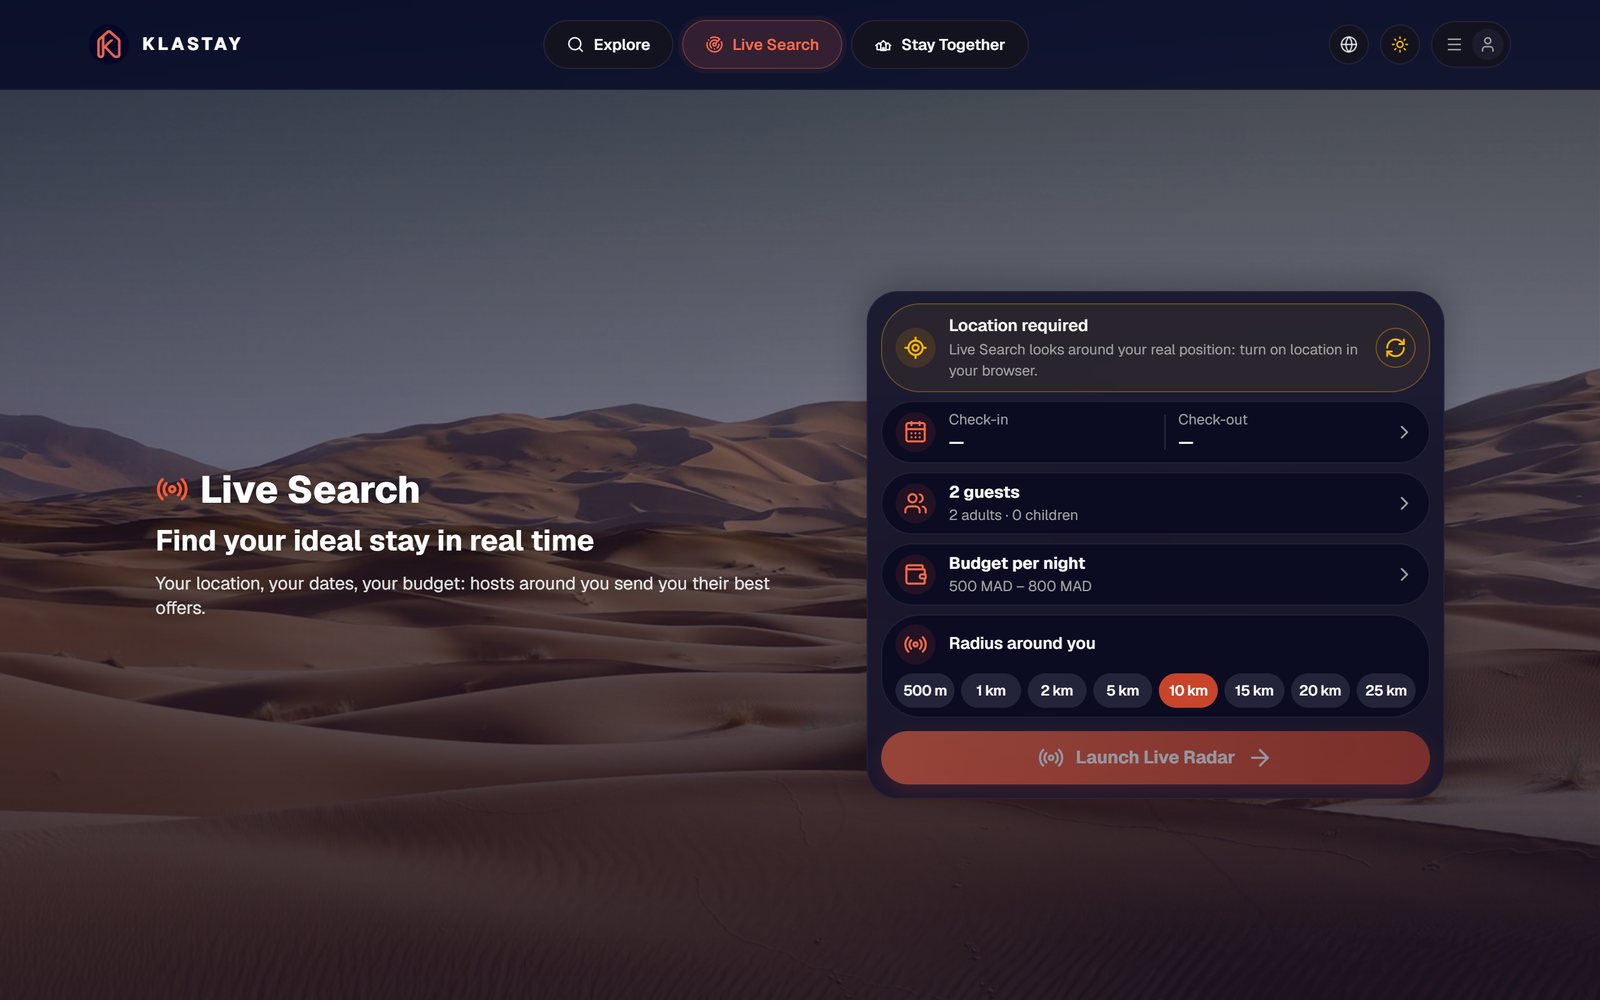 KLASTAY
Explore
Live Search
Stay Together
Live Search
Find your ideal stay in real time
Your location, your dates, your budget: hosts around you send you their best
offers.
Location required
Live Search looks around your real position: turn on location in
your browser.
Check-in
—
Check-out
—
2 guests
2 adults · 0 children
Budget per night
500 MAD – 800 MAD
Radius around you
500 m
1 km
2 km
5 km
10 km
15 km
20 km
25 km
Launch Live Radar